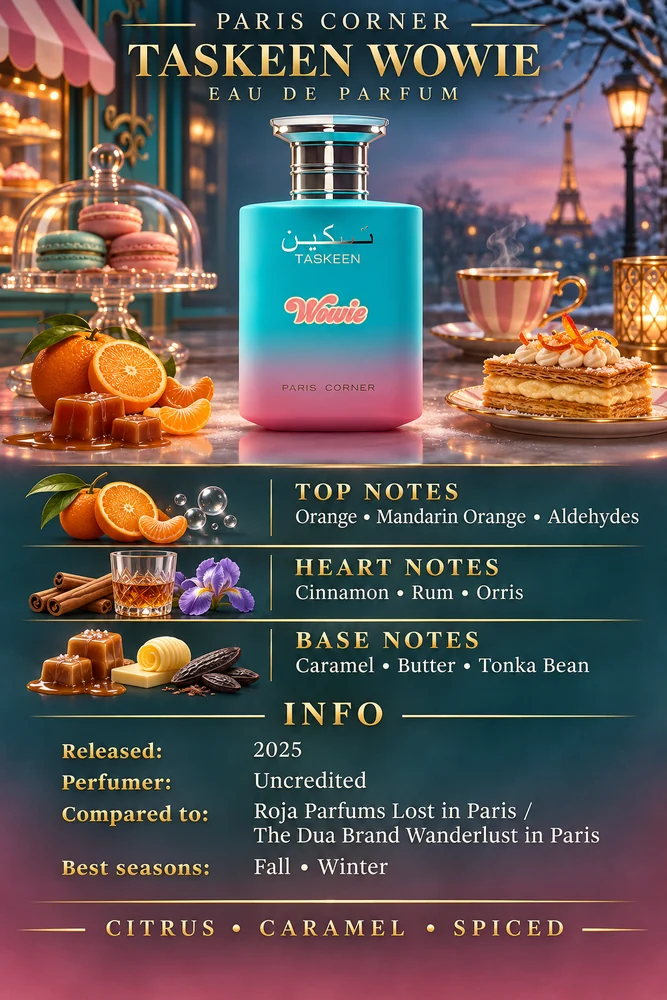 PARIS CORNER
TASKEEN WOWIE
EAU DE PARFUM
تسكين
TASKEEN
Wowie
PARIS CORNER
TOP NOTES
Orange • Mandarin Orange • Aldehydes
HEART NOTES
Cinnamon • Rum • Orris
BASE NOTES
Caramel • Butter • Tonka Bean
INFO
Released: 2025
Perfumer: Uncredited
Compared to: Roja Parfums Lost in Paris /
The Dua Brand Wanderlust in Paris
Best seasons: Fall • Winter
CITRUS • CARAMEL • SPICED